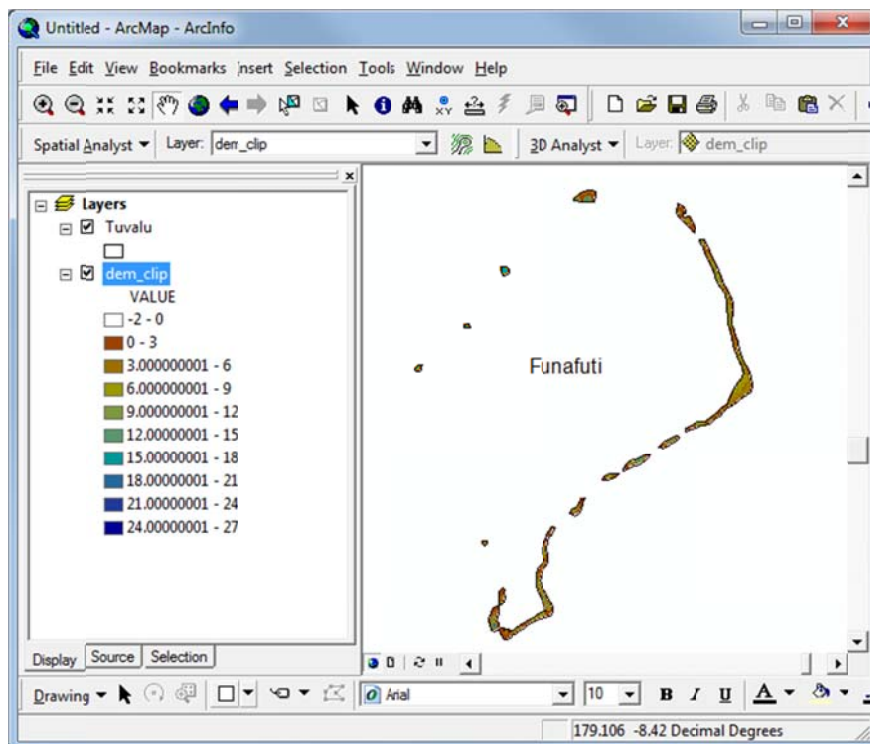 Untitled - ArcMap - ArcInfo
File Edit View Bookmarks Insert Selection Tools Window Help
Spatial Analyst Layer: dem_clip 3D Analyst Layer: dem_clip
layers
Tuvalu
dem_clip
VALUE
-2 - 0
0 - 3
3.000000001 - 6
6.000000001 - 9
9.000000001 - 12
12.00000001 - 15
15.00000001 - 18
18.00000001 - 21
21.00000001 - 24
24.00000001 - 27
Funafuti
Display Source Selection
Drawing Arial 10 B I U A
179.106 -8.42 Decimal Degrees